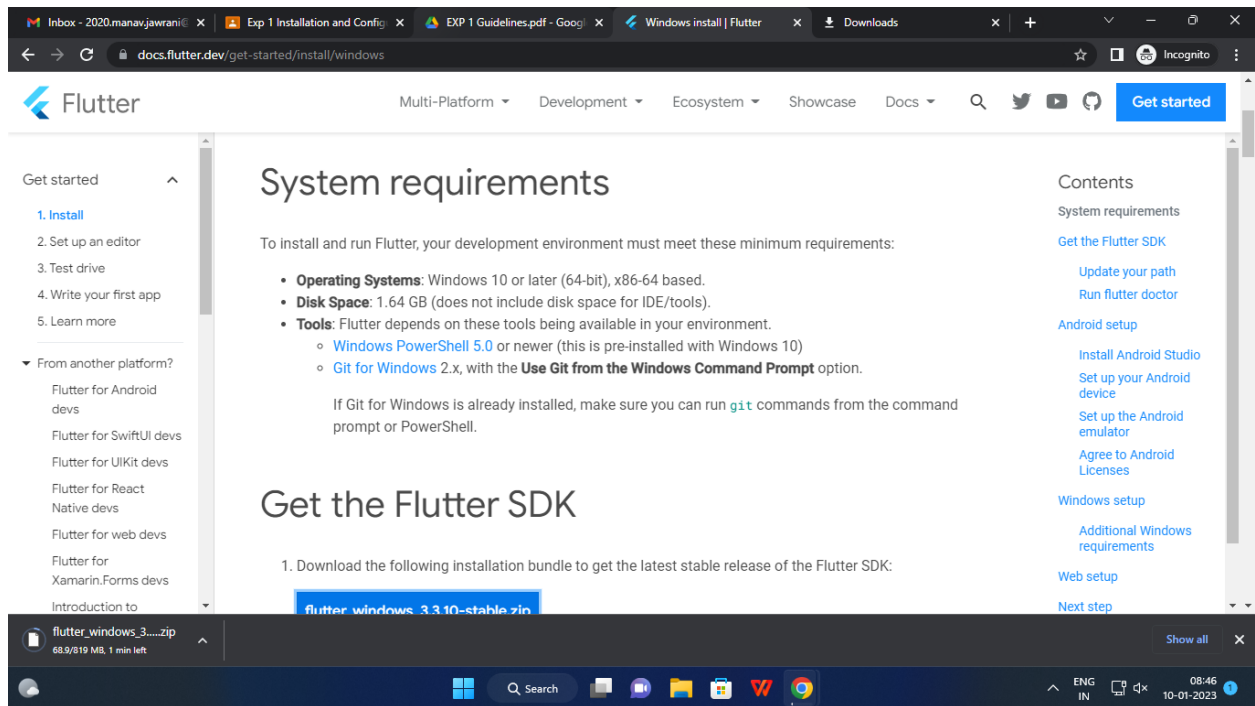 Inbox - 2020.manav.jawrani@
Exp 1 Installation and Config
EXP 1 Guidelines.pdf - Googl
Windows install | Flutter
Downloads
docs.flutter.dev/get-started/install/windows
Incognito
Flutter
Multi-Platform
Development
Ecosystem
Showcase
Docs
Get started
Get started
1. Install
2. Set up an editor
3. Test drive
4. Write your first app
5. Learn more
From another platform?
Flutter for Android
devs
Flutter for SwiftUI devs
Flutter for UIKit devs
Flutter for React
Native devs
Flutter for web devs
Flutter for
Xamarin.Forms devs
Introduction to
System requirements
To install and run Flutter, your development environment must meet these minimum requirements:
• Operating Systems: Windows 10 or later (64-bit), x86-64 based.
• Disk Space: 1.64 GB (does not include disk space for IDE/tools).
• Tools: Flutter depends on these tools being available in your environment.
◦ Windows PowerShell 5.0 or newer (this is pre-installed with Windows 10)
◦ Git for Windows 2.x, with the Use Git from the Windows Command Prompt option.
If Git for Windows is already installed, make sure you can run git commands from the command
prompt or PowerShell.
Get the Flutter SDK
1. Download the following installation bundle to get the latest stable release of the Flutter SDK:
flutter_windows_3.3.10-stable.zip
Contents
System requirements
Get the Flutter SDK
Update your path
Run flutter doctor
Android setup
Install Android Studio
Set up your Android
device
Set up the Android
emulator
Agree to Android
Licenses
Windows setup
Additional Windows
requirements
Web setup
Next step
flutter_windows_3.....zip
68.9/819 MB, 1 min left
Show all
Search
ENG
IN
08:46
10-01-2023
1